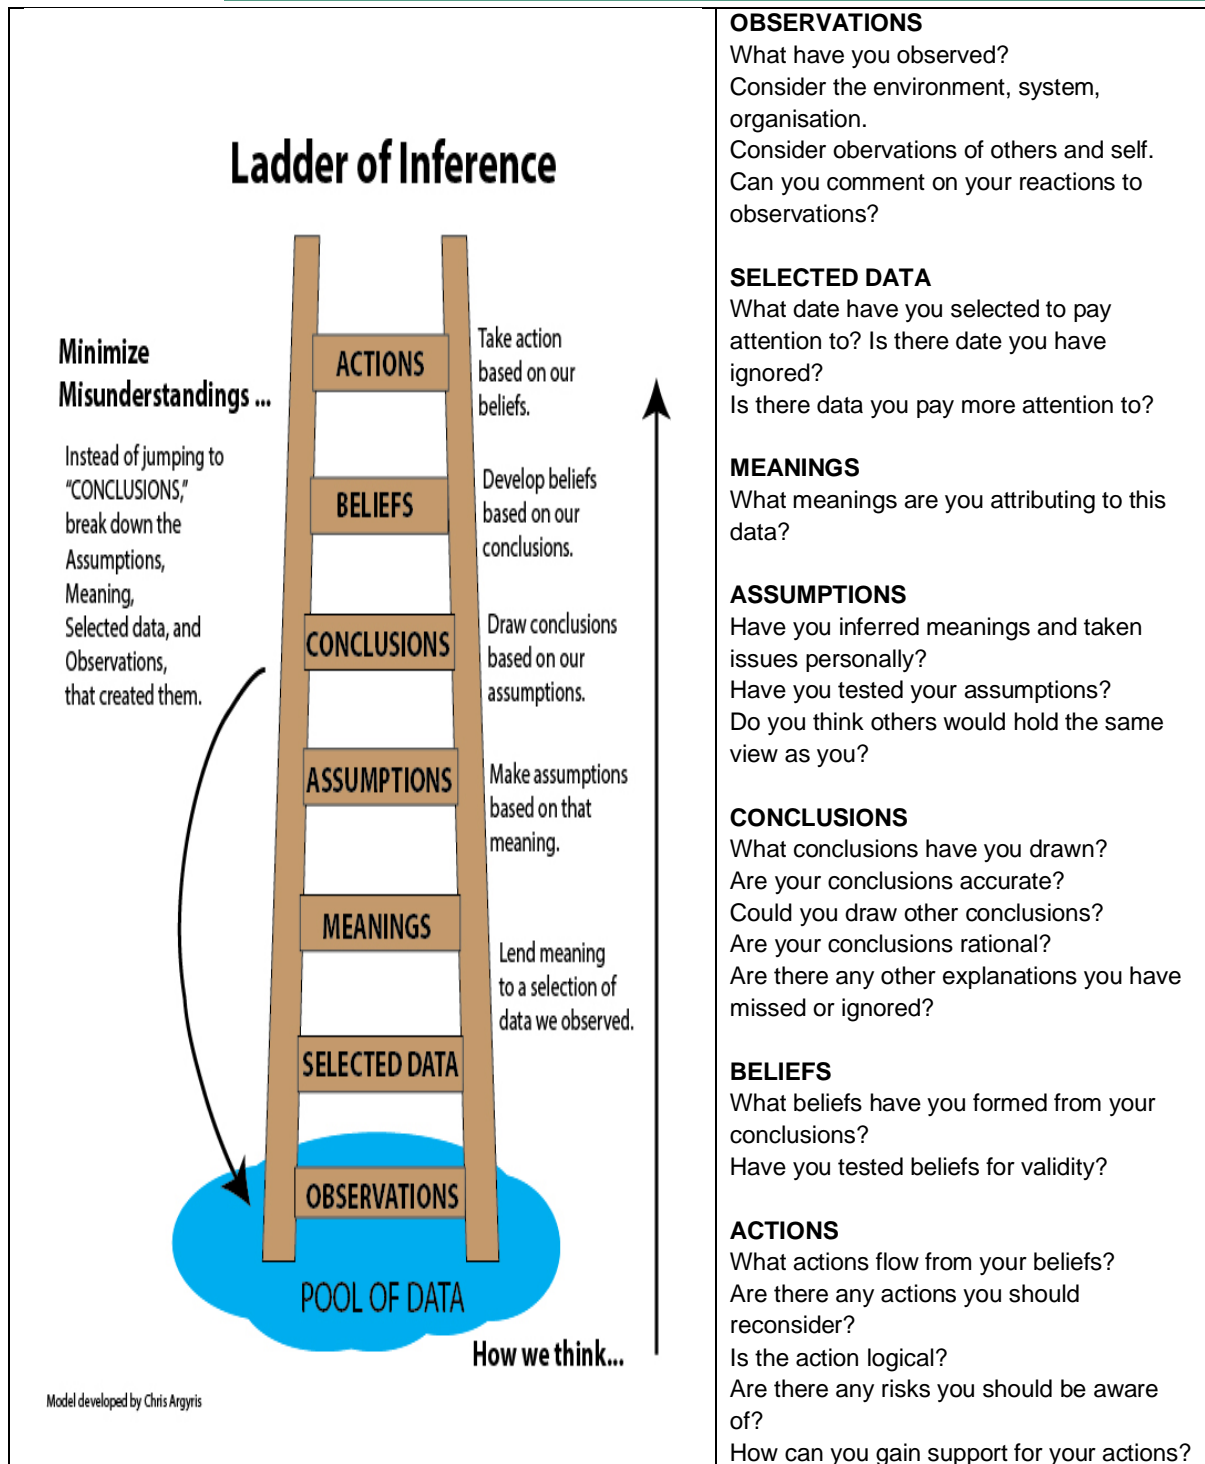 Ladder of Inference
Minimize
Misunderstandings ...
Instead of jumping to
“CONCLUSIONS,”
break down the
Assumptions,
Meaning,
Selected data, and
Observations,
that created them.
ACTIONS
Take action
based on our
beliefs.
BELIEFS
Develop beliefs
based on our
conclusions.
CONCLUSIONS
Draw conclusions
based on our
assumptions.
ASSUMPTIONS
Make assumptions
based on that
meaning.
MEANINGS
Lend meaning
to a selection of
data we observed.
SELECTED DATA
OBSERVATIONS
POOL OF DATA
How we think...
Model developed by Chris Argyris
OBSERVATIONS
What have you observed?
Consider the environment, system,
organisation.
Consider obervations of others and self.
Can you comment on your reactions to
observations?
SELECTED DATA
What date have you selected to pay
attention to? Is there date you have
ignored?
Is there data you pay more attention to?
MEANINGS
What meanings are you attributing to this
data?
ASSUMPTIONS
Have you inferred meanings and taken
issues personally?
Have you tested your assumptions?
Do you think others would hold the same
view as you?
CONCLUSIONS
What conclusions have you drawn?
Are your conclusions accurate?
Could you draw other conclusions?
Are your conclusions rational?
Are there any other explanations you have
missed or ignored?
BELIEFS
What beliefs have you formed from your
conclusions?
Have you tested beliefs for validity?
ACTIONS
What actions flow from your beliefs?
Are there any actions you should
reconsider?
Is the action logical?
Are there any risks you should be aware
of?
How can you gain support for your actions?